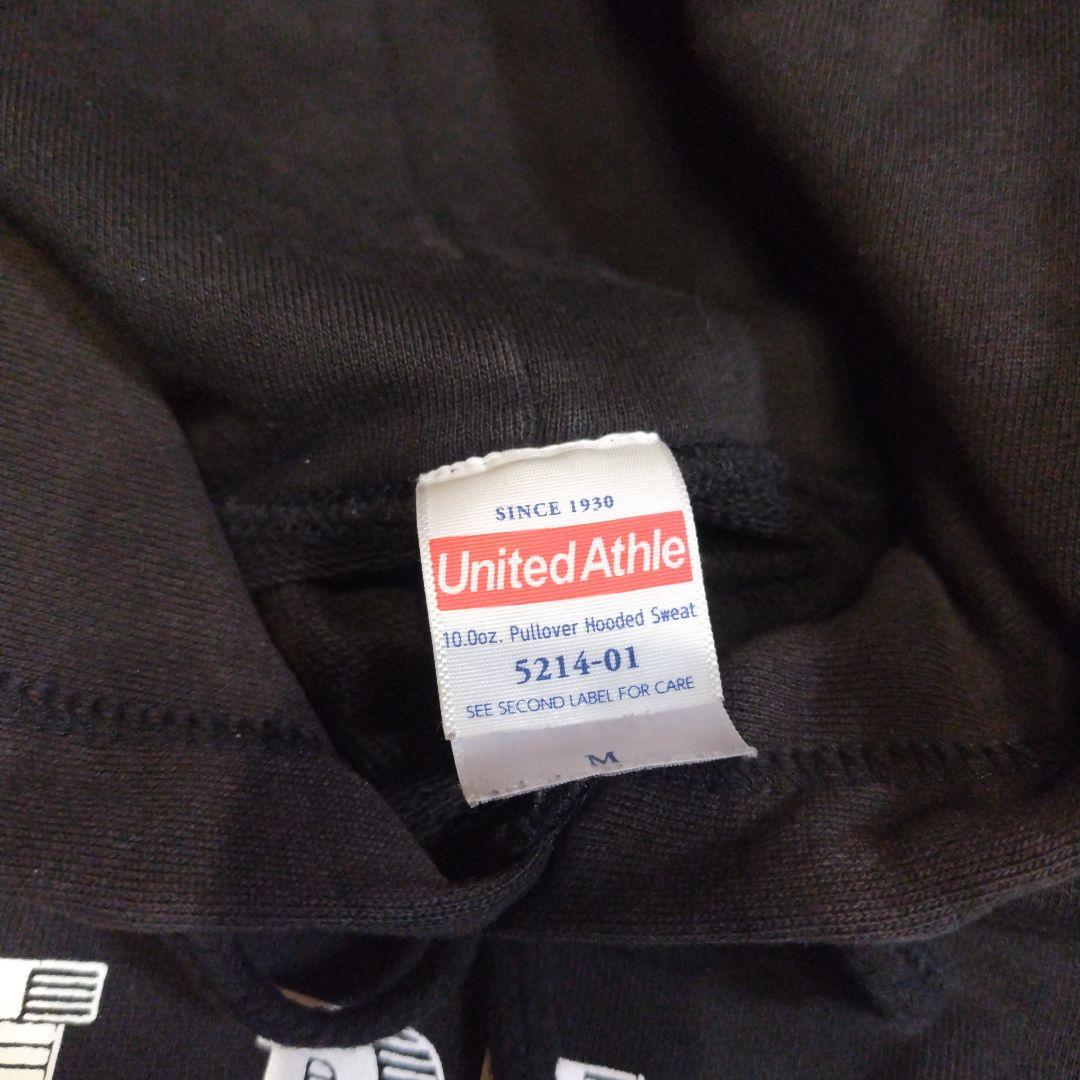 SINCE 1930
United Athle
10.0oz. Pullover Hooded Sweat
5214-01
SEE SECOND LABEL FOR CARE
M